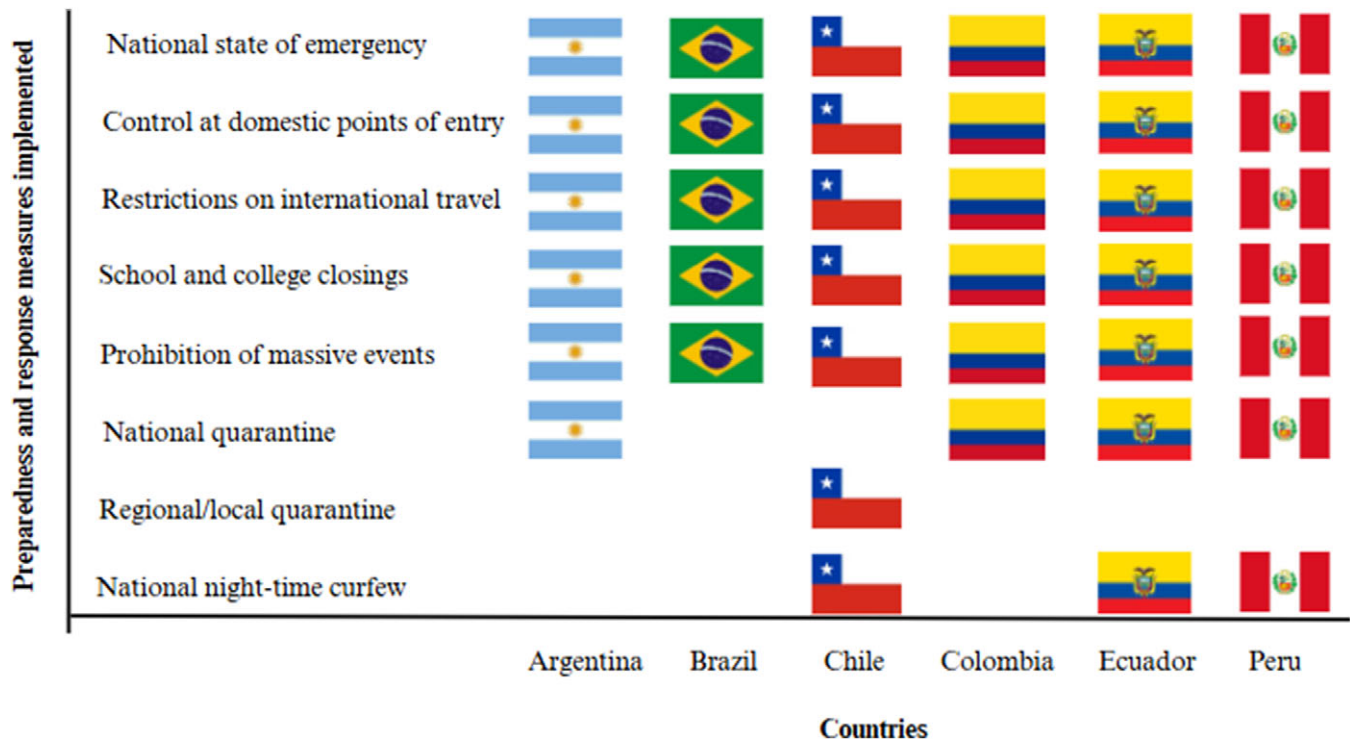 Preparedness and response measures implemented
National state of emergency
Control at domestic points of entry
Restrictions on international travel
School and college closings
Prohibition of massive events
National quarantine
Regional/local quarantine
National night-time curfew
Argentina Brazil Chile Colombia Ecuador Peru
Countries